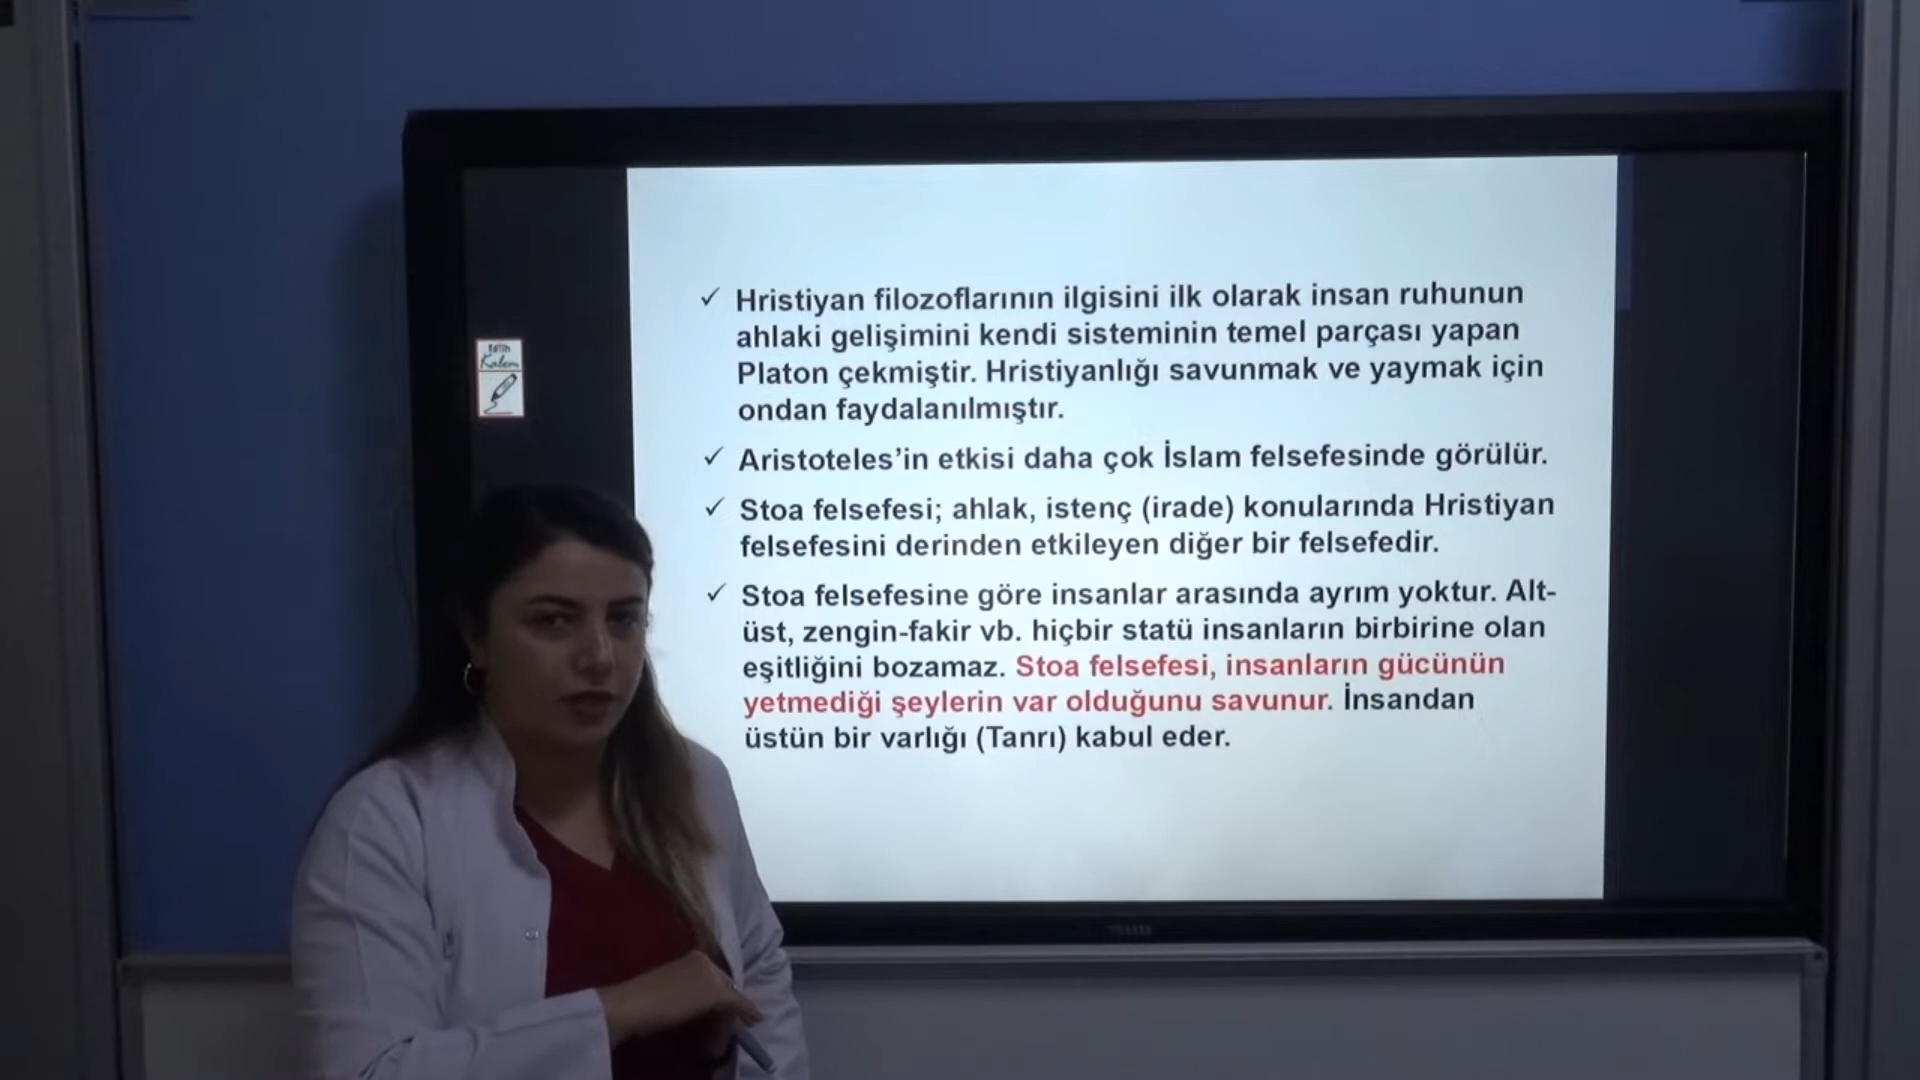 Hristiyan filozoflarının ilgisini ilk olarak insan ruhunun
ahlaki gelişimini kendi sisteminin temel parçası yapan
Platon çekmiştir. Hristiyanlığı savunmak ve yaymak için
ondan faydalanılmıştır.
Aristoteles’in etkisi daha çok İslam felsefesinde görülür.
Stoa felsefesi; ahlak, istenç (irade) konularında Hristiyan
felsefesini derinden etkileyen diğer bir felsefedir.
Stoa felsefesine göre insanlar arasında ayrım yoktur. Alt-
üst, zengin-fakir vb. hiçbir statü insanların birbirine olan
eşitliğini bozamaz. Stoa felsefesi, insanların gücünün
yetmediği şeylerin var olduğunu savunur. İnsandan
üstün bir varlığı (Tanrı) kabul eder.
fatih
Kalem